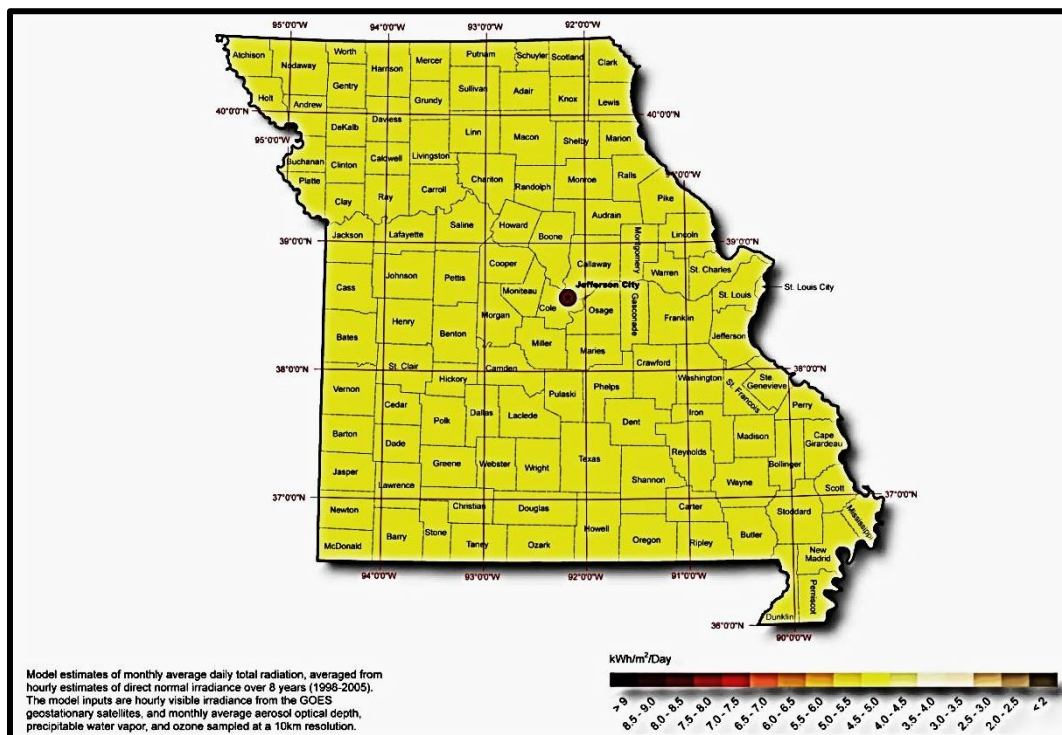 95°0'0"W
94°0'0"W
93°0'0"W
92°0'0"W
Atchison
Nodaway
Worth
Harrison
Mercer
Putnam
Schuyler
Scotland
Clark
Gentry
Sullivan
Adair
Knox
Lewis
Holt
Andrew
Grundy
40°0'0"N
40°0'0"N
DeKalb
Daviess
Linn
Macon
Shelby
Marion
95°0'0"W
Buchanan
Clinton
Caldwell
Livingston
Chariton
Randolph
Monroe
Ralls
Platte
Clay
Ray
Carroll
Pike
Audrain
Jackson
Lafayette
Saline
Howard
Boone
Montgomery
Lincoln
39°0'0"N
39°0'0"N
Cass
Johnson
Pettis
Cooper
Callaway
Warren
St. Charles
Moniteau
Jefferson City
St. Louis City
St. Louis
Cole
Osage
Gasconade
Franklin
Morgan
Bates
Henry
Benton
Miller
Maries
Jefferson
Crawford
38°0'0"N
St. Clair
Camden
38°0'0"N
Vernon
Hickory
Pulaski
Phelps
Washington
St. Francois
Ste.
Genevieve
Cedar
Polk
Dallas
Laclede
Dent
Iron
Perry
Barton
Dade
Madison
Cape
Girardeau
Jasper
Greene
Webster
Wright
Texas
Reynolds
Bollinger
Lawrence
Shannon
Wayne
Scott
37°0'0"N
37°0'0"N
Newton
Christian
Douglas
Carter
Stoddard
Mississippi
McDonald
Barry
Stone
Taney
Ozark
Howell
Oregon
Ripley
Butler
New
Madrid
Pemiscot
Dunklin
94°0'0"W
93°0'0"W
92°0'0"W
91°0'0"W
36°0'0"N
36°0'0"N
90°0'0"W
Model estimates of monthly average daily total radiation, averaged from
hourly estimates of direct normal irradiance over 8 years (1998-2005).
The model inputs are hourly visible irradiance from the GOES
geostationary satellites, and monthly average aerosol optical depth,
precipitable water vapor, and ozone sampled at a 10km resolution.
kWh/m²/Day
> 9
8.5 - 9.0
8.0 - 8.5
7.5 - 8.0
7.0 - 7.5
6.5 - 7.0
6.0 - 6.5
5.5 - 6.0
5.0 - 5.5
4.5 - 5.0
4.0 - 4.5
3.5 - 4.0
3.0 - 3.5
2.5 - 3.0
2.0 - 2.5
< 2